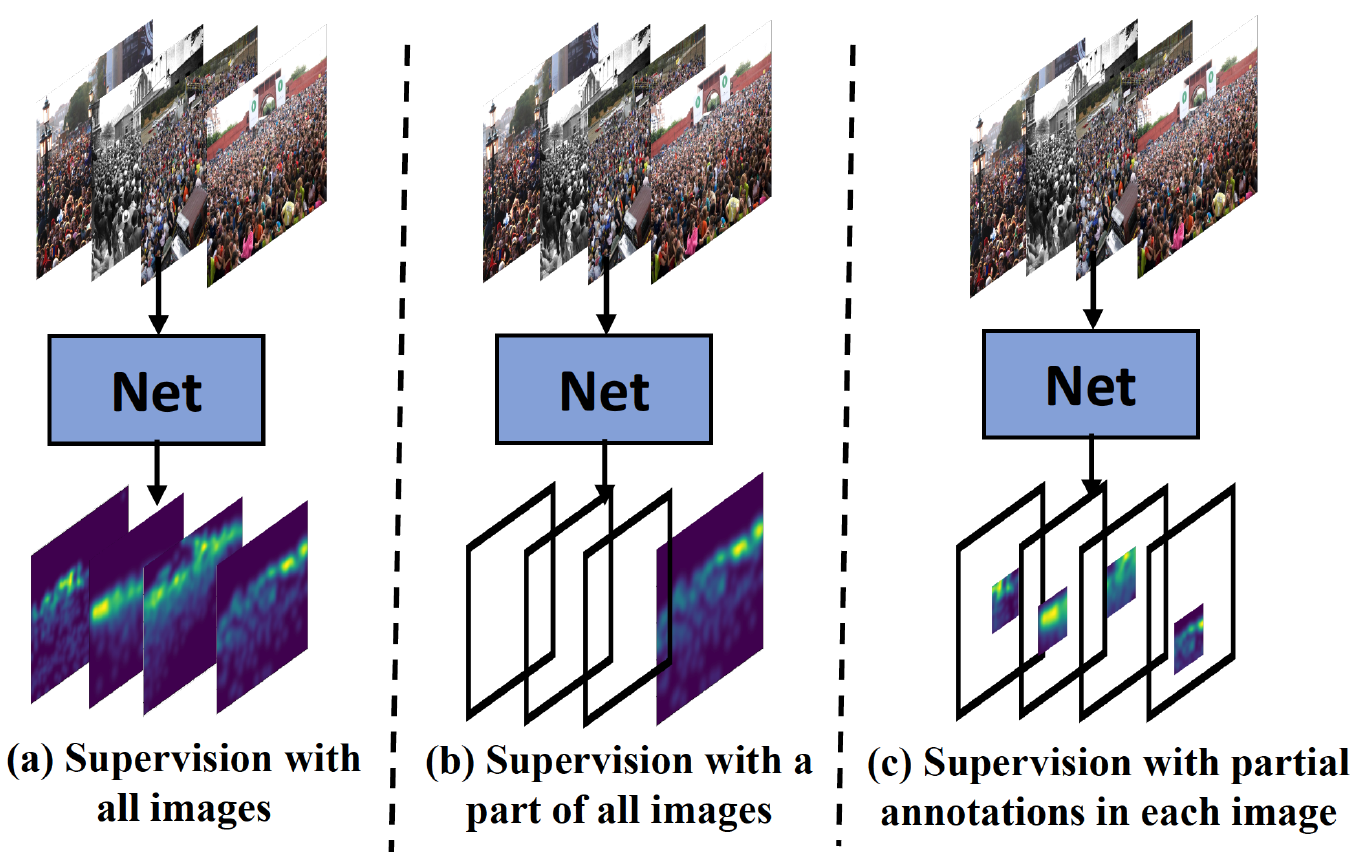 Net
Net
Net
(a) Supervision with
all images
(b) Supervision with a
part of all images
(c) Supervision with partial
annotations in each image